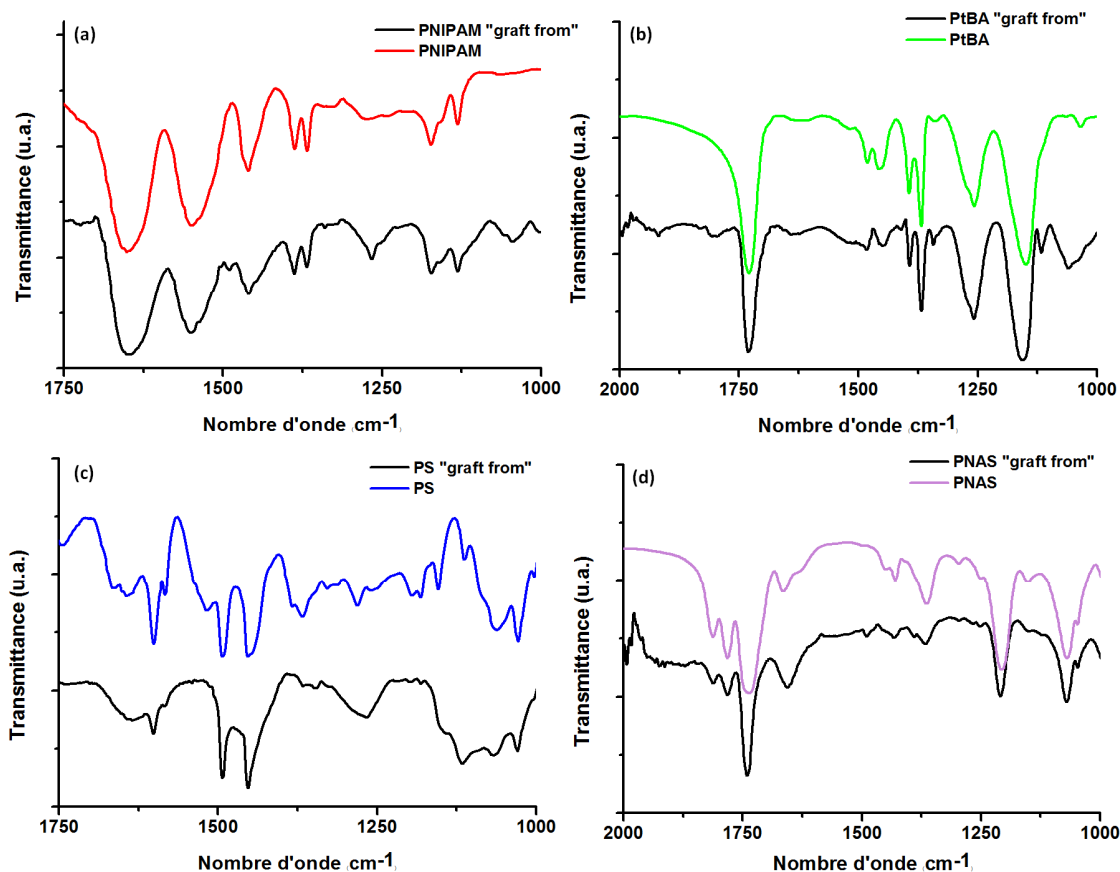 (a)
PNIPAM "graft from"
PNIPAM
Transmittance (u.a.)
1750
1500
1250
1000
Nombre d'onde (cm-1)
(b)
PtBA "graft from"
PtBA
Transmittance (u.a.)
2000
1750
1500
1250
1000
Nombre d'onde (cm-1)
(c)
PS "graft from"
PS
Transmittance (u.a.)
1750
1500
1250
1000
Nombre d'onde (cm-1)
(d)
PNAS "graft from"
PNAS
Transmittance (u.a.)
2000
1750
1500
1250
1000
Nombre d'onde (cm-1)